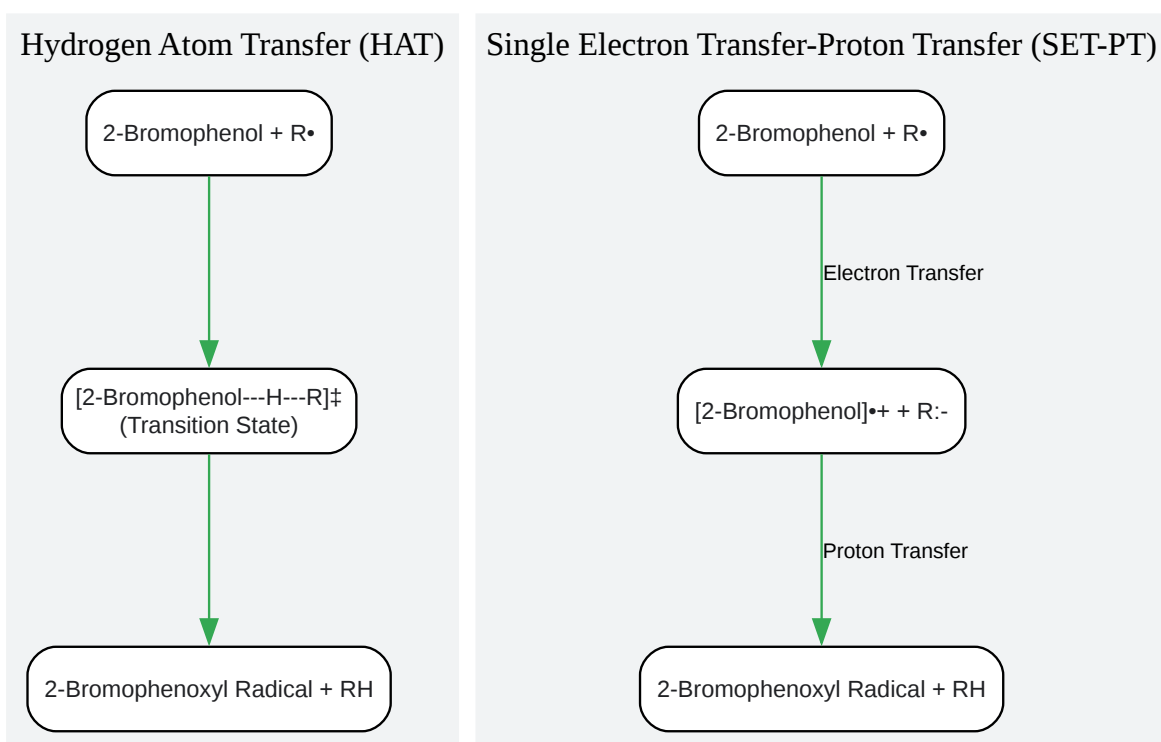 Hydrogen Atom Transfer (HAT)
2-Bromophenol + R•
[2-Bromophenol---H---R]‡
(Transition State)
2-Bromophenoxyl Radical + RH
Single Electron Transfer-Proton Transfer (SET-PT)
2-Bromophenol + R•
Electron Transfer
[2-Bromophenol]•+ + R:-
Proton Transfer
2-Bromophenoxyl Radical + RH